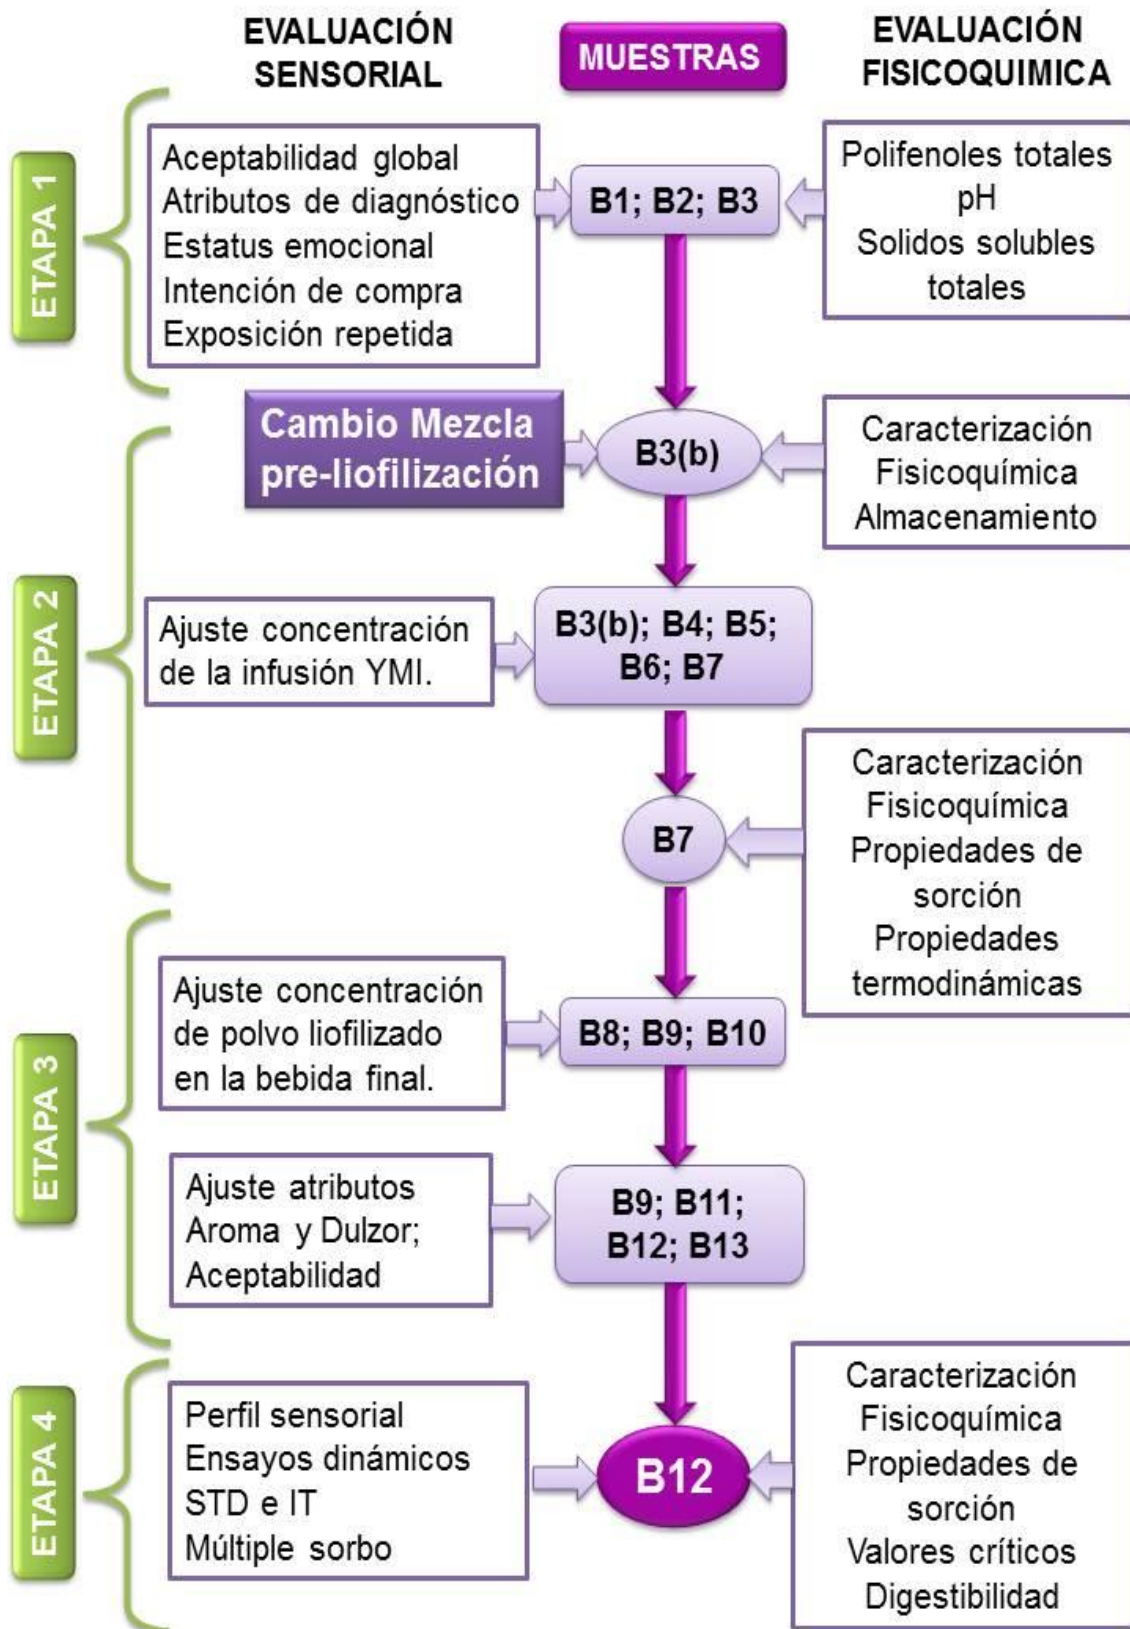 EVALUACIÓN
SENSORIAL
MUESTRAS
EVALUACIÓN
FISICOQUIMICA
ETAPA 1
Aceptabilidad global
Atributos de diagnóstico
Estatus emocional
Intención de compra
Exposición repetida
B1; B2; B3
Polifenoles totales
pH
Solidos solubles
totales
ETAPA 2
Cambio Mezcla
pre-liofilización
B3(b)
Caracterización
Fisicoquímica
Almacenamiento
Ajuste concentración
de la infusión YMI.
B3(b); B4; B5;
B6; B7
B7
Caracterización
Fisicoquímica
Propiedades de
sorción
Propiedades
termodinámicas
ETAPA 3
Ajuste concentración
de polvo liofilizado
en la bebida final.
B8; B9; B10
Ajuste atributos
Aroma y Dulzor;
Aceptabilidad
B9; B11;
B12; B13
ETAPA 4
Perfil sensorial
Ensayos dinámicos
STD e IT
Múltiple sorbo
B12
Caracterización
Fisicoquímica
Propiedades de
sorción
Valores críticos
Digestibilidad